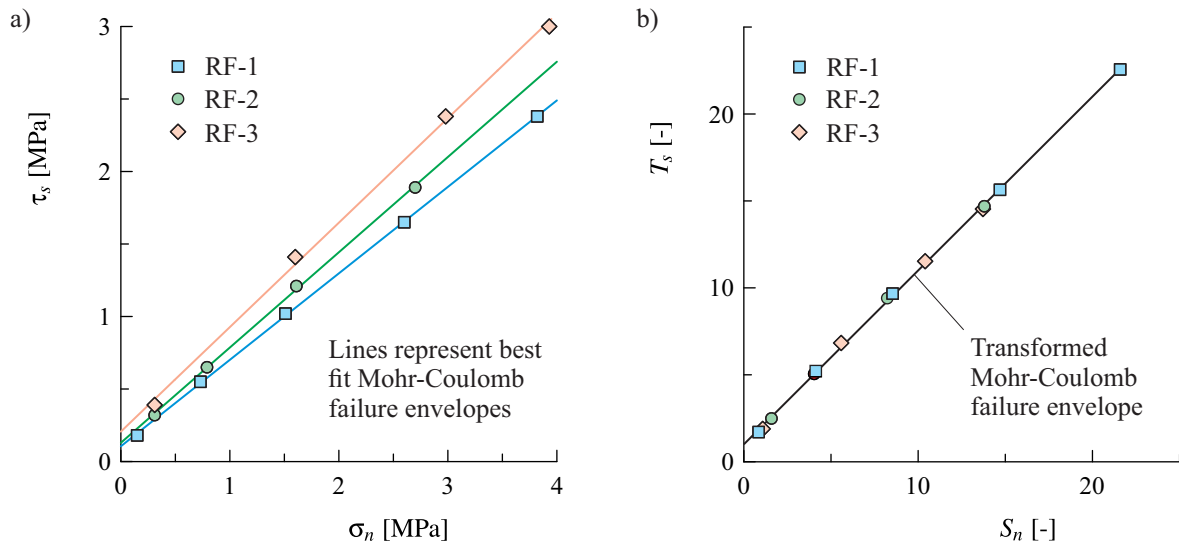 a)
3
2
1
0
τs [MPa]
RF-1
RF-2
RF-3
Lines represent best
fit Mohr-Coulomb
failure envelopes
0 1 2 3 4
σn [MPa]
b)
20
10
0
Ts [-]
RF-1
RF-2
RF-3
Transformed
Mohr-Coulomb
failure envelope
0 10 20
Sn [-]